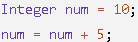 Integer num = 10;
num = num + 5;